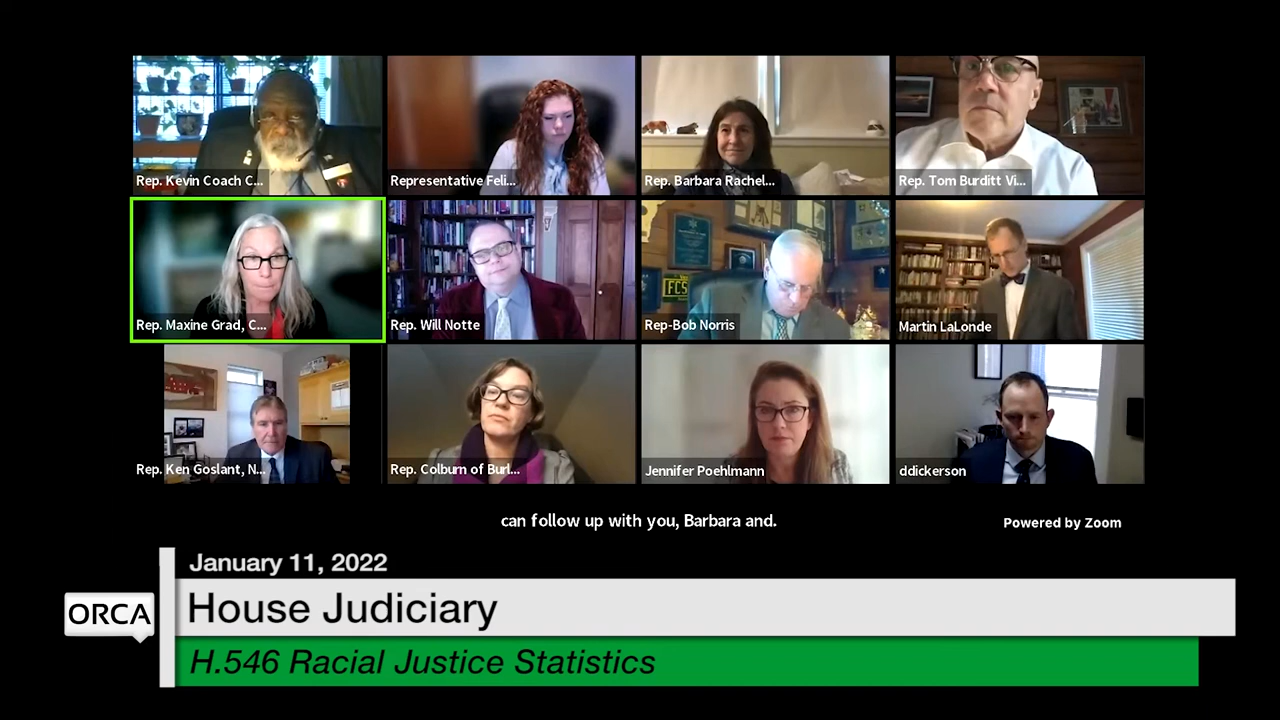 Rep. Kevin Coach C...
Representative Feli...
Rep. Barbara Rachel...
Rep. Tom Burditt Vi...
Rep. Maxine Grad, C...
Rep. Will Notte
FCS
Rep-Bob Norris
Martin LaLonde
Rep. Ken Goslant, N...
Rep. Colburn of Burl...
Jennifer Poehlmann
ddickerson
can follow up with you, Barbara and.
Powered by Zoom
January 11, 2022
ORCA
House Judiciary
H.546 Racial Justice Statistics